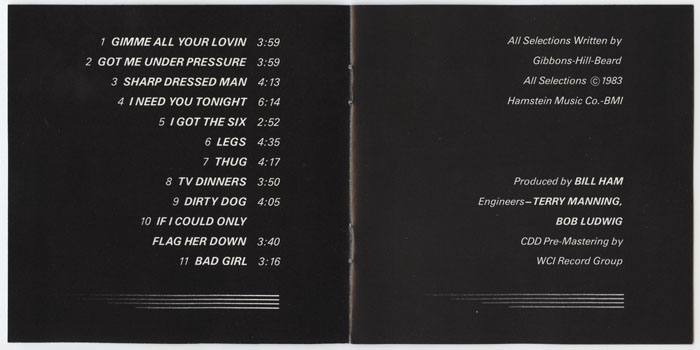 1 GIMME ALL YOUR LOVIN 3:59
2 GOT ME UNDER PRESSURE 3:59
3 SHARP DRESSED MAN 4:13
4 I NEED YOU TONIGHT 6:14
5 I GOT THE SIX 2:52
6 LEGS 4:35
7 THUG 4:17
8 TV DINNERS 3:50
9 DIRTY DOG 4:05
10 IF I COULD ONLY
FLAG HER DOWN 3:40
11 BAD GIRL 3:16
All Selections Written by
Gibbons-Hill-Beard
All Selections ©1983
Hamstein Music Co.-BMI
Produced by BILL HAM
Engineers–TERRY MANNING,
BOB LUDWIG
CDD Pre-Mastering by
WCI Record Group